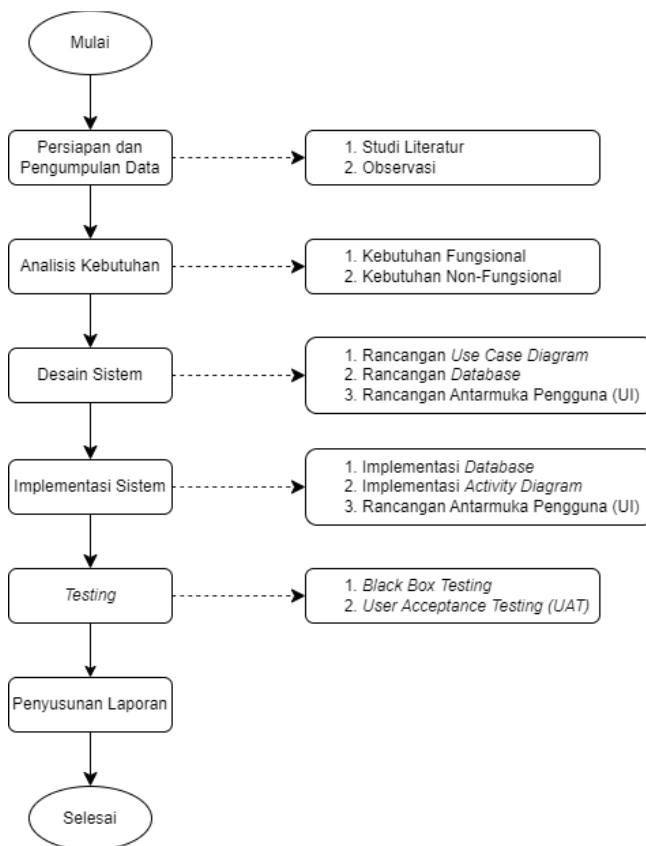 Mulai
Persiapan dan
Pengumpulan Data
1. Studi Literatur
2. Observasi
Analisis Kebutuhan
1. Kebutuhan Fungsional
2. Kebutuhan Non-Fungsional
Desain Sistem
1. Rancangan Use Case Diagram
2. Rancangan Database
3. Rancangan Antarmuka Pengguna (UI)
Implementasi Sistem
1. Implementasi Database
2. Implementasi Activity Diagram
3. Rancangan Antarmuka Pengguna (UI)
Testing
1. Black Box Testing
2. User Acceptance Testing (UAT)
Penyusunan Laporan
Selesai